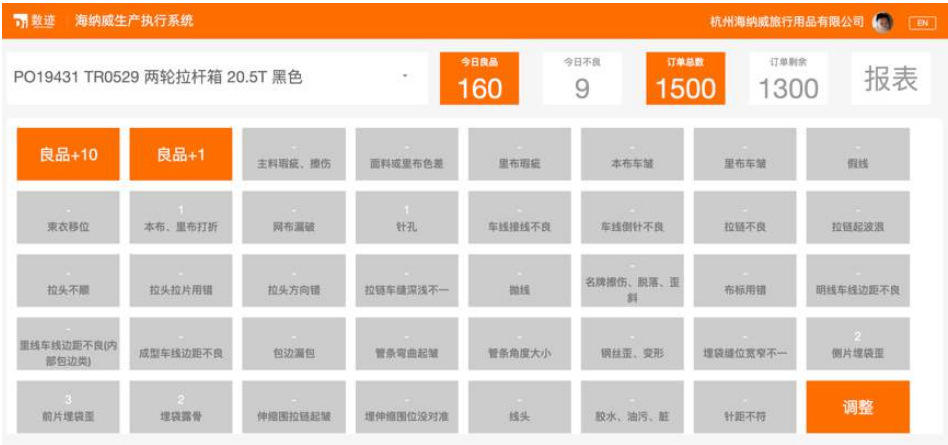 数迹 海纳威生产执行系统 杭州海纳威旅行用品有限公司 EN
PO19431 TR0529 两轮拉杆箱 20.5T 黑色
今日良品
160
今日不良
9
订单总数
1500
订单剩余
1300
报表
良品+10
良品+1
-
主料瑕疵、擦伤
-
面料或里布色差
-
里布瑕疵
-
本布车皱
-
里布车皱
-
假线
-
束衣移位
1
本布、里布打折
-
网布漏破
1
针孔
-
车线接线不良
-
车线倒针不良
-
拉链不良
-
拉链起波浪
-
拉头不顺
-
拉头拉片用错
-
拉头方向错
-
拉链车缝深浅不一
-
抛线
-
名牌擦伤、脱落、歪
斜
-
布标用错
-
明线车线边距不良
-
里线车线边距不良(内
部包边类)
-
成型车线边距不良
-
包边漏包
-
管条弯曲起皱
-
管条角度大小
-
钢丝歪、变形
-
埋袋缝位宽窄不一
2
侧片埋袋歪
3
前片埋袋歪
2
埋袋露骨
-
伸缩围拉链起皱
-
埋伸缩围位没对准
-
线头
-
胶水、油污、脏
-
针距不符
调整